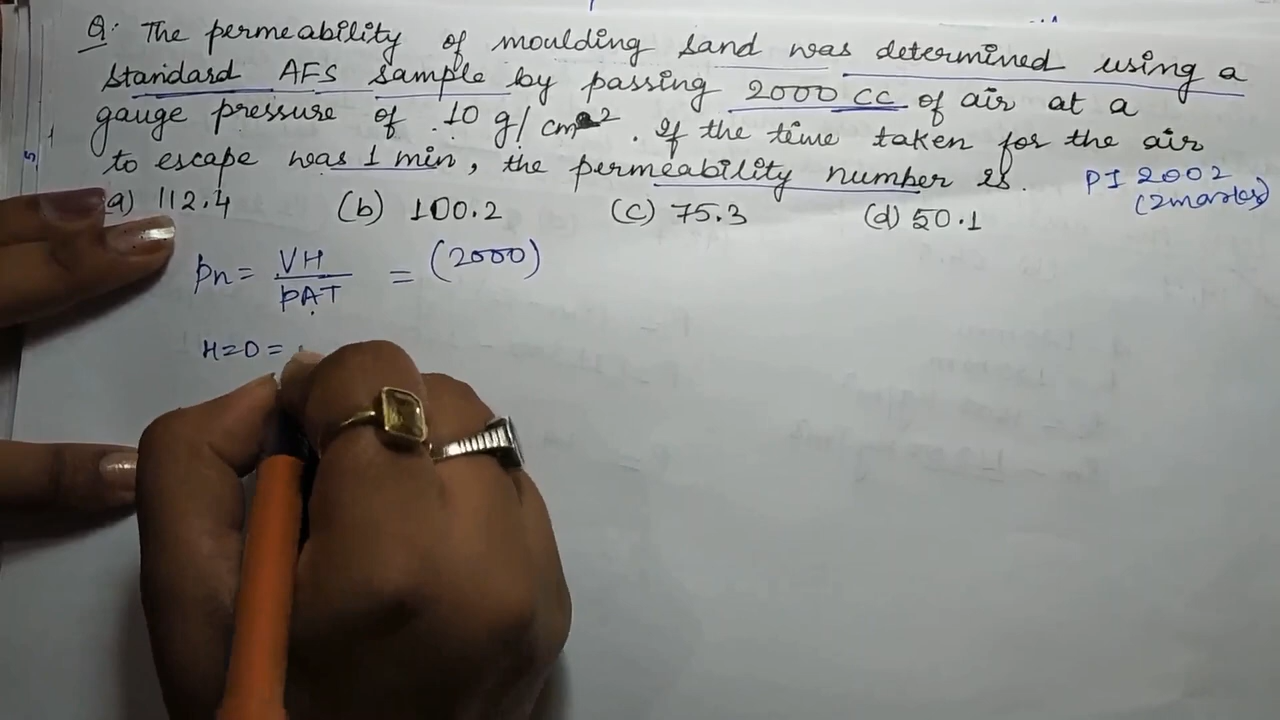 Q: The permeability of moulding sand was determined using a
standard AFS sample by passing 2000 CC of air at a
gauge pressure of 10 g/cm2. If the time taken for the air
to escape was 1 min, the permeability number is.
PI 2002
(2 marks)
(a) 112.4 (b) 100.2 (c) 75.3 (d) 50.1
Pn = VH / PAT = (2000)
H=D=